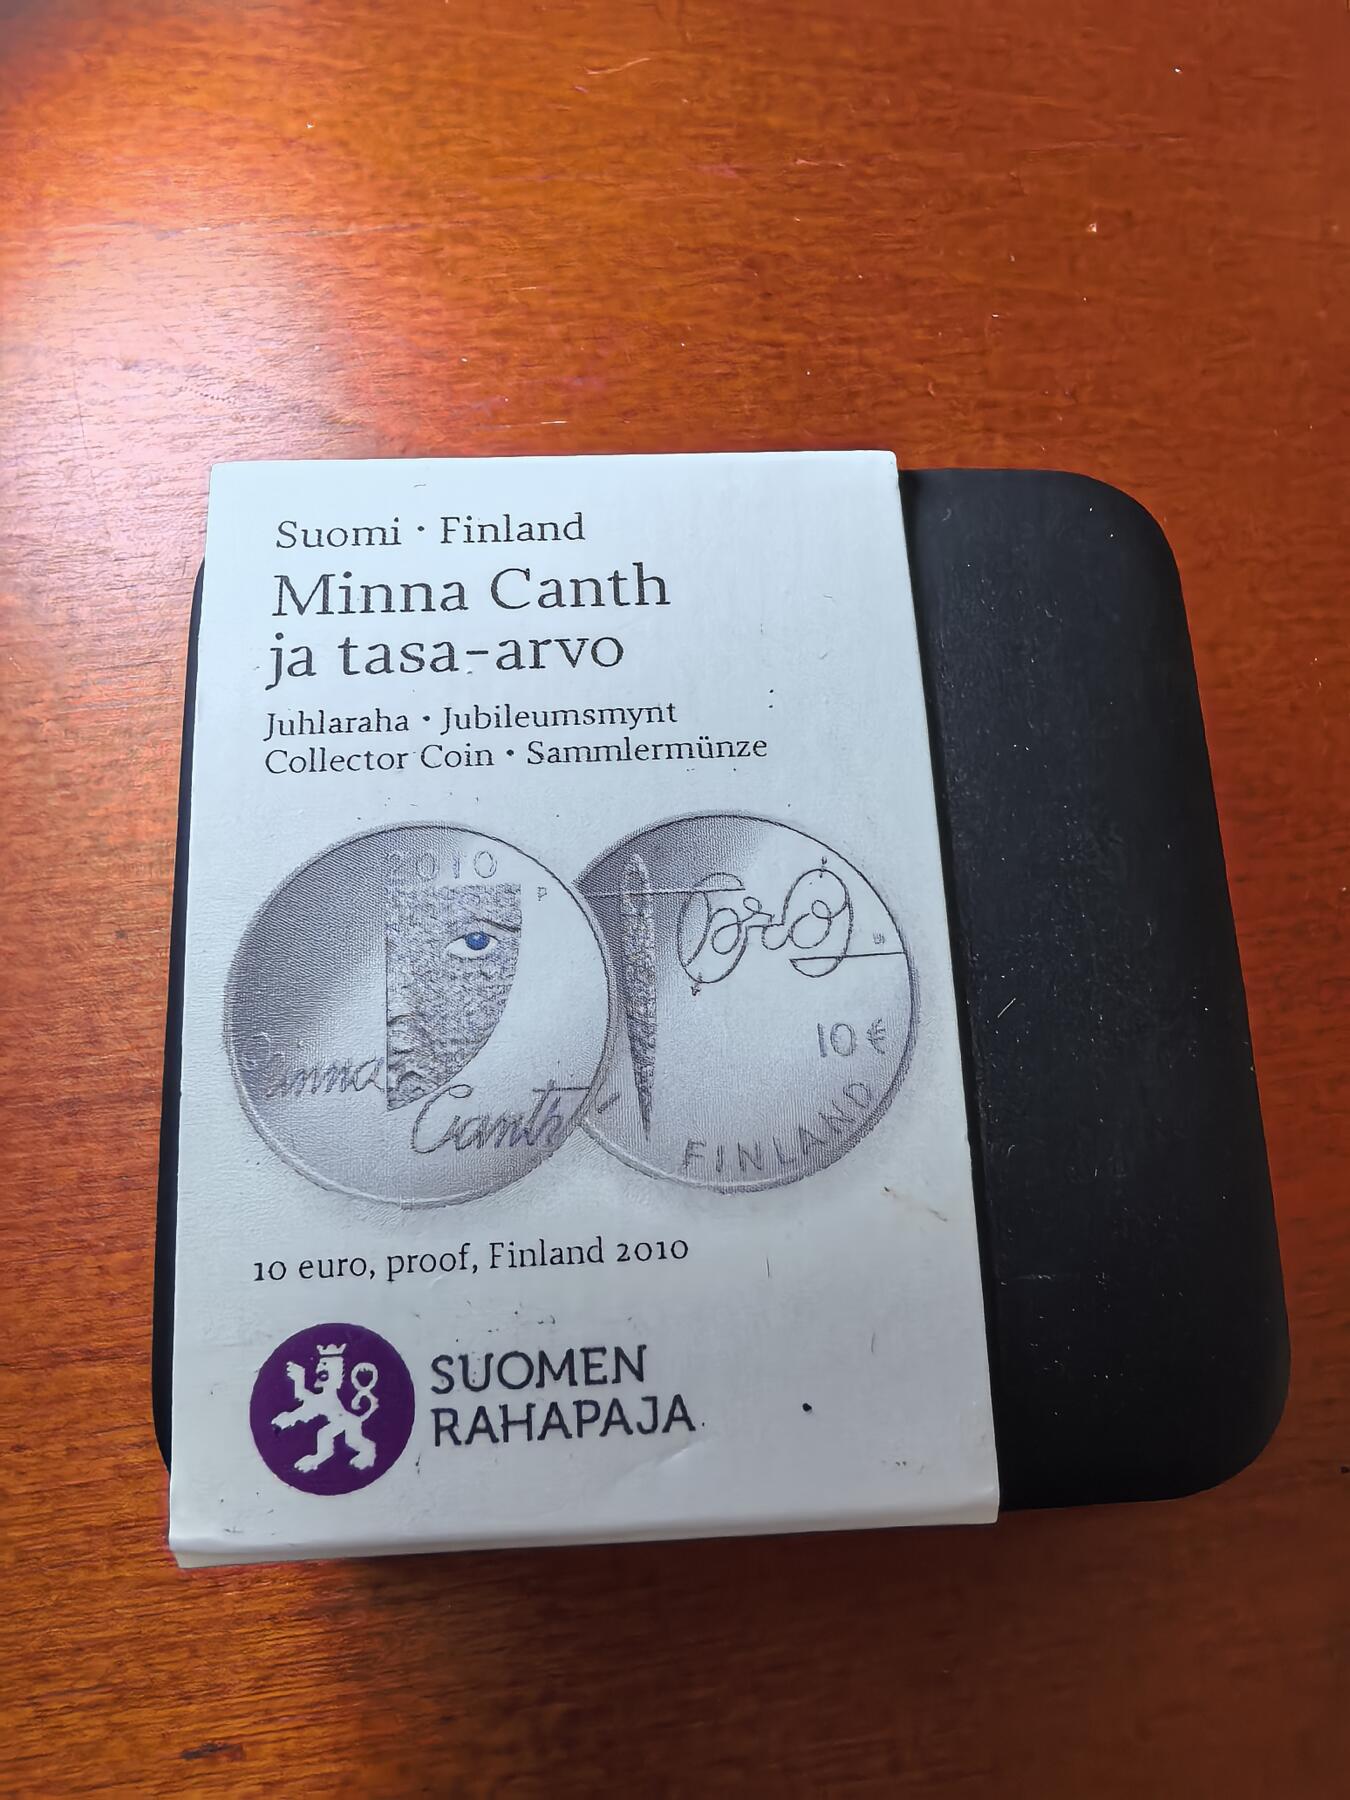 Suomi · Finland
Minna Canth
ja tasa-arvo
Juhlaraha · Jubileumsmynt
Collector Coin · Sammlermünze
2010
P
Minna
Canth
10 €
FINLAND
10 euro, proof, Finland 2010
SUOMEN
RAHAPAJA